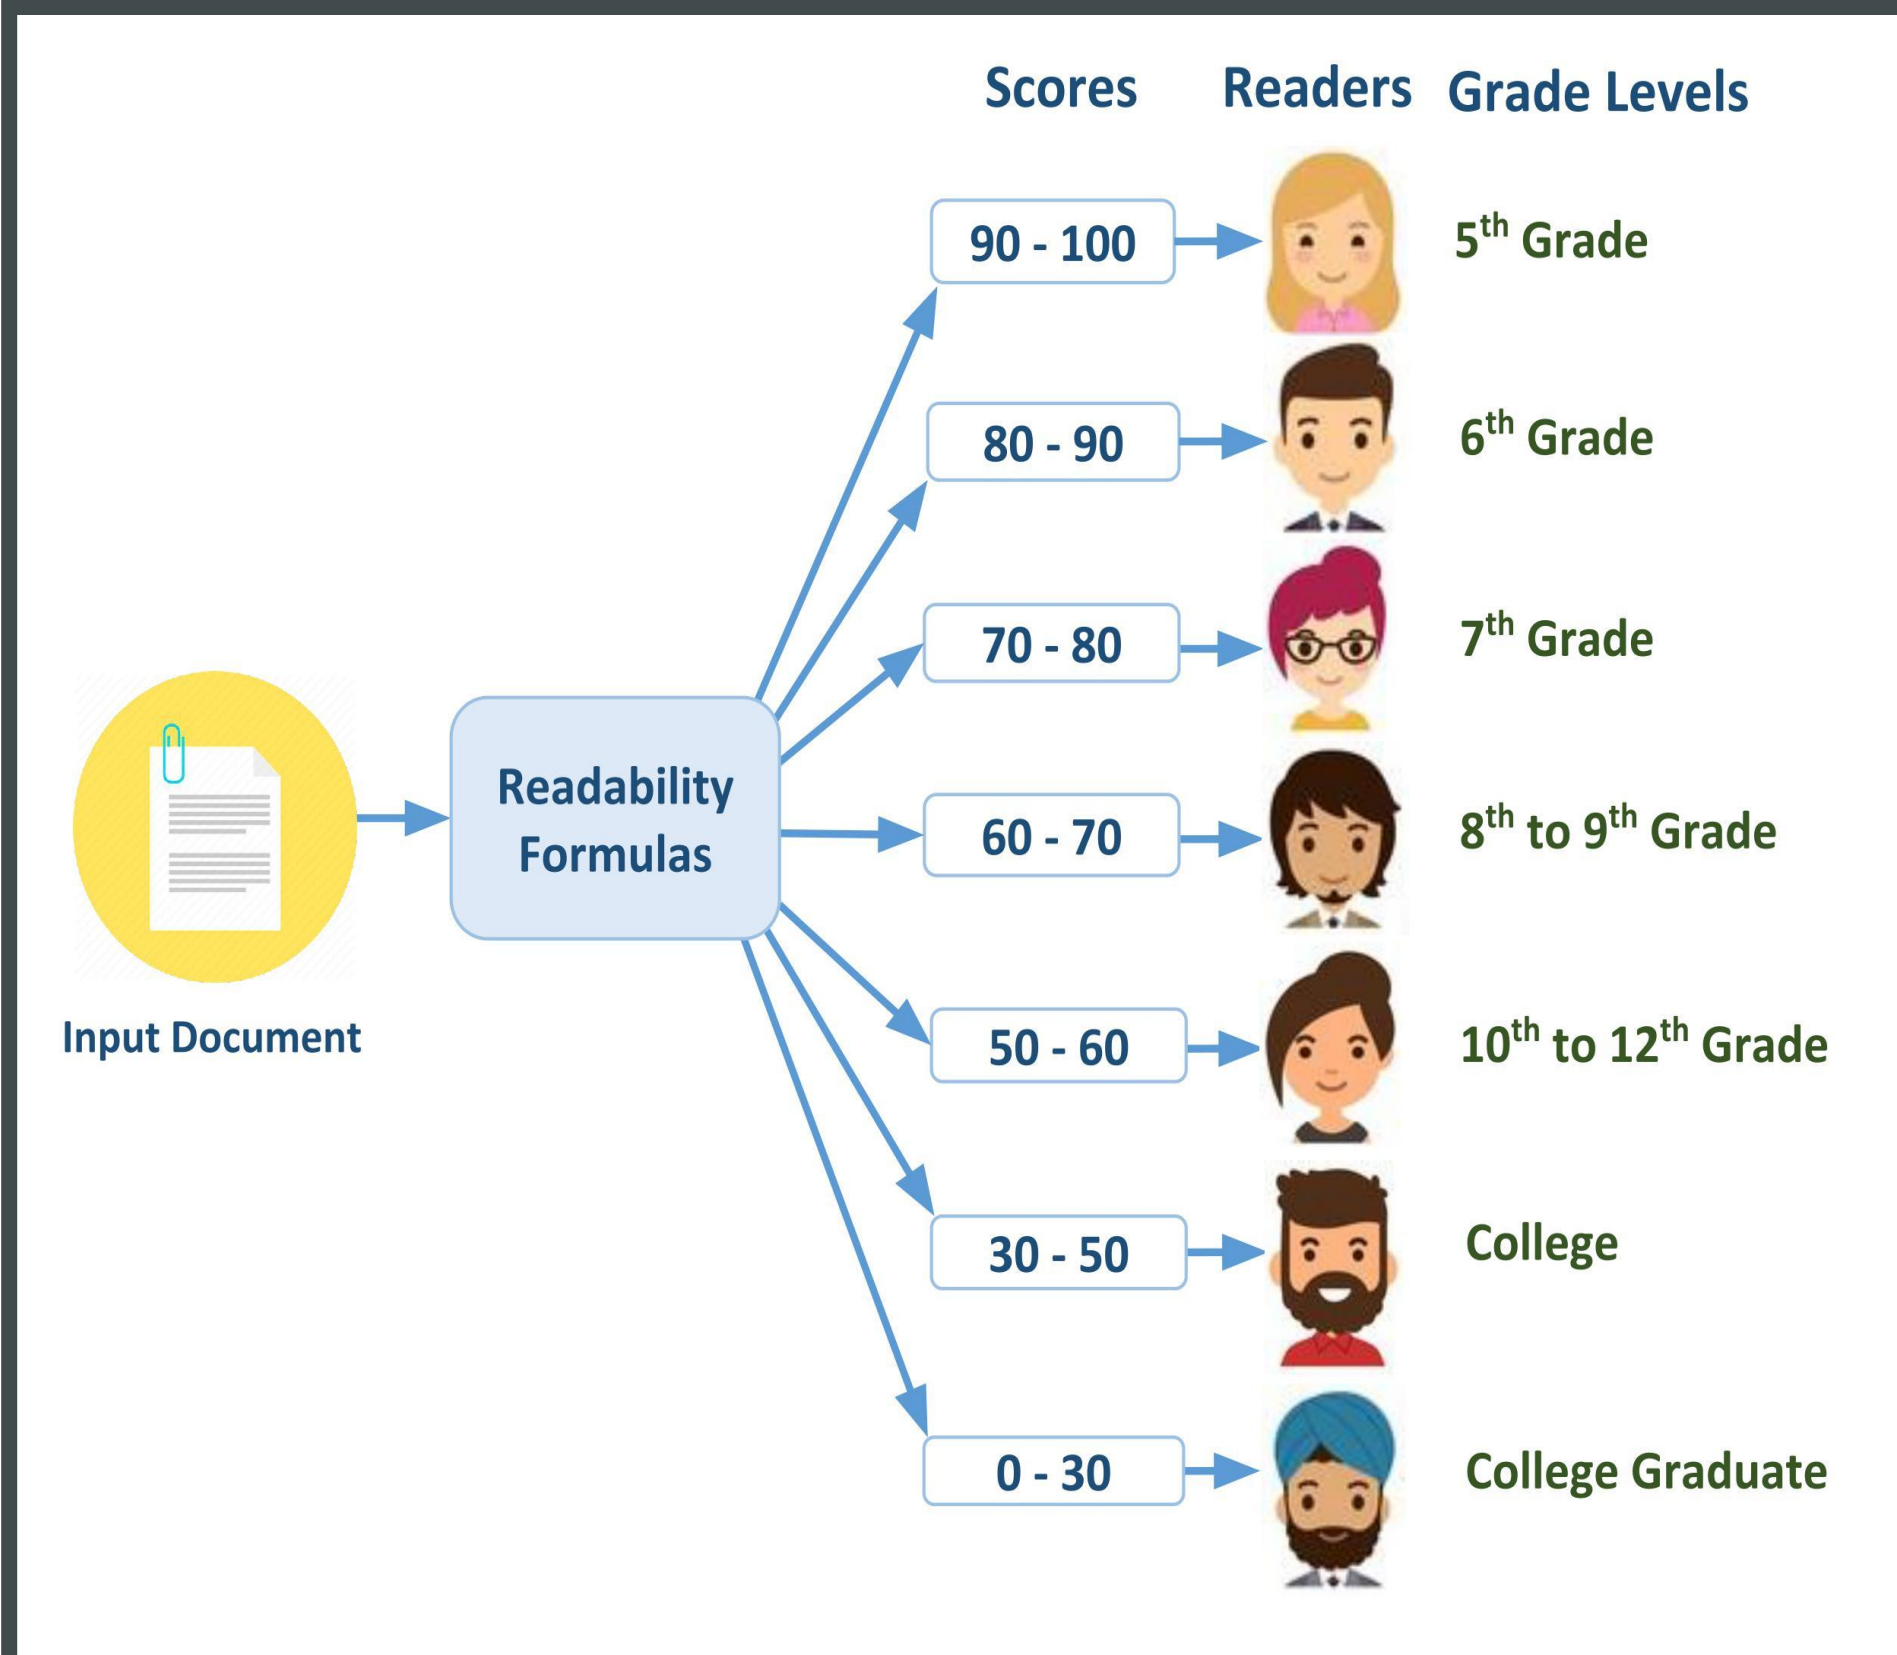 Scores Readers Grade Levels
90 - 100 5th Grade
80 - 90 6th Grade
70 - 80 7th Grade
Readability
Formulas
60 - 70 8th to 9th Grade
Input Document
50 - 60 10th to 12th Grade
30 - 50 College
0 - 30 College Graduate